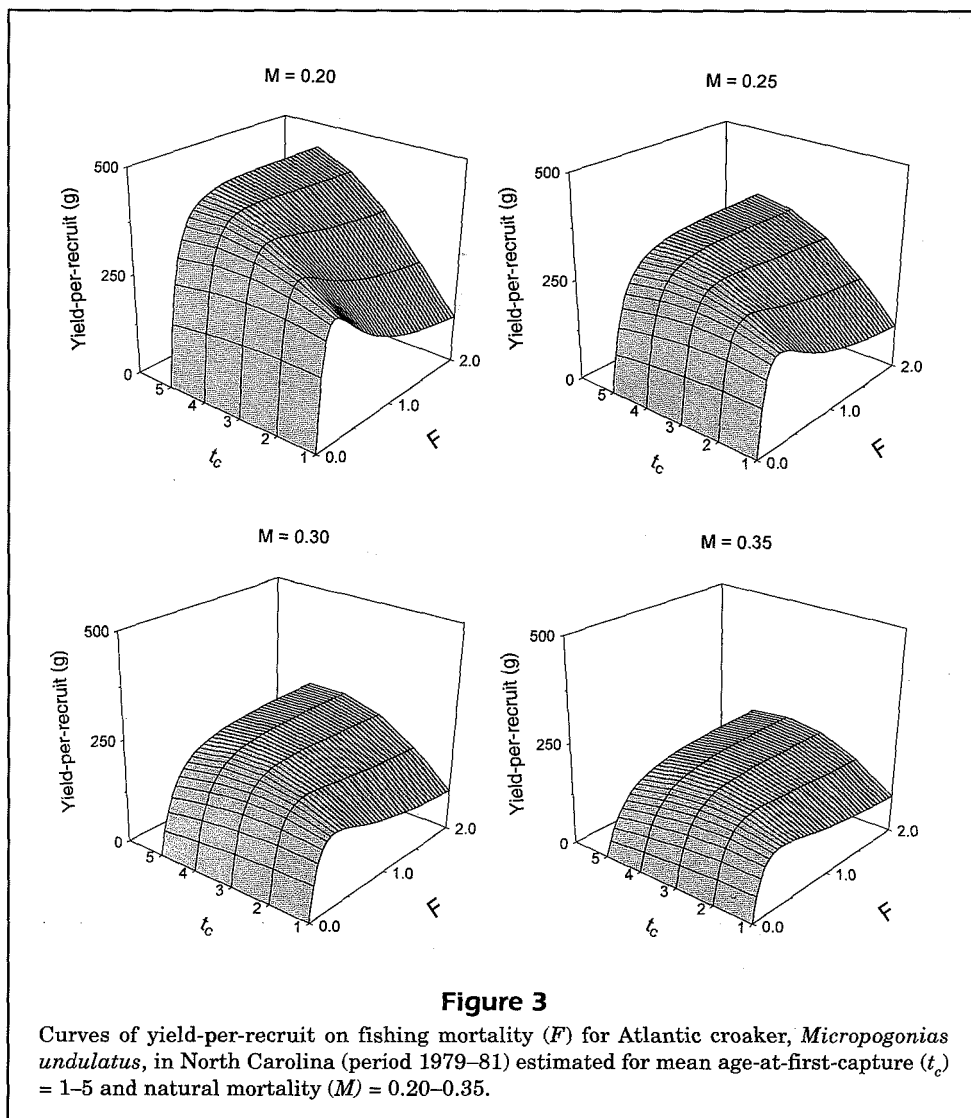 M = 0.20
M = 0.25
Yield-per-recruit (g)
500
250
0
5
4
3
2
1
t_c
0.0
1.0
2.0
F
Yield-per-recruit (g)
500
250
0
5
4
3
2
1
t_c
0.0
1.0
2.0
F
M = 0.30
M = 0.35
Yield-per-recruit (g)
500
250
0
5
4
3
2
1
t_c
0.0
1.0
2.0
F
Yield-per-recruit (g)
500
250
0
5
4
3
2
1
t_c
0.0
1.0
2.0
F
Figure 3
Curves of yield-per-recruit on fishing mortality (F) for Atlantic croaker, Micropogonias
undulatus, in North Carolina (period 1979–81) estimated for mean age-at-first-capture (t_c)
= 1–5 and natural mortality (M) = 0.20–0.35.